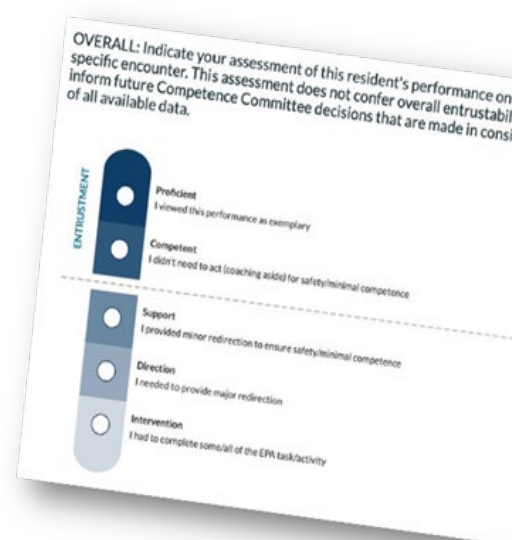 OVERALL: Indicate your assessment of this resident's performance on
specific encounter. This assessment does not confer overall
inform future Competence Committee decisions that are made in
of all available data.
ENTRUSTMENT
Proficient
I viewed this performance as exemplary
Competent
I didn't need to act (coaching aside) for safety/minimal competence
Support
I provided minor redirection to ensure safety/minimal competence
Direction
I needed to provide major redirection
Intervention
I had to complete some/all of the EPA task/activity